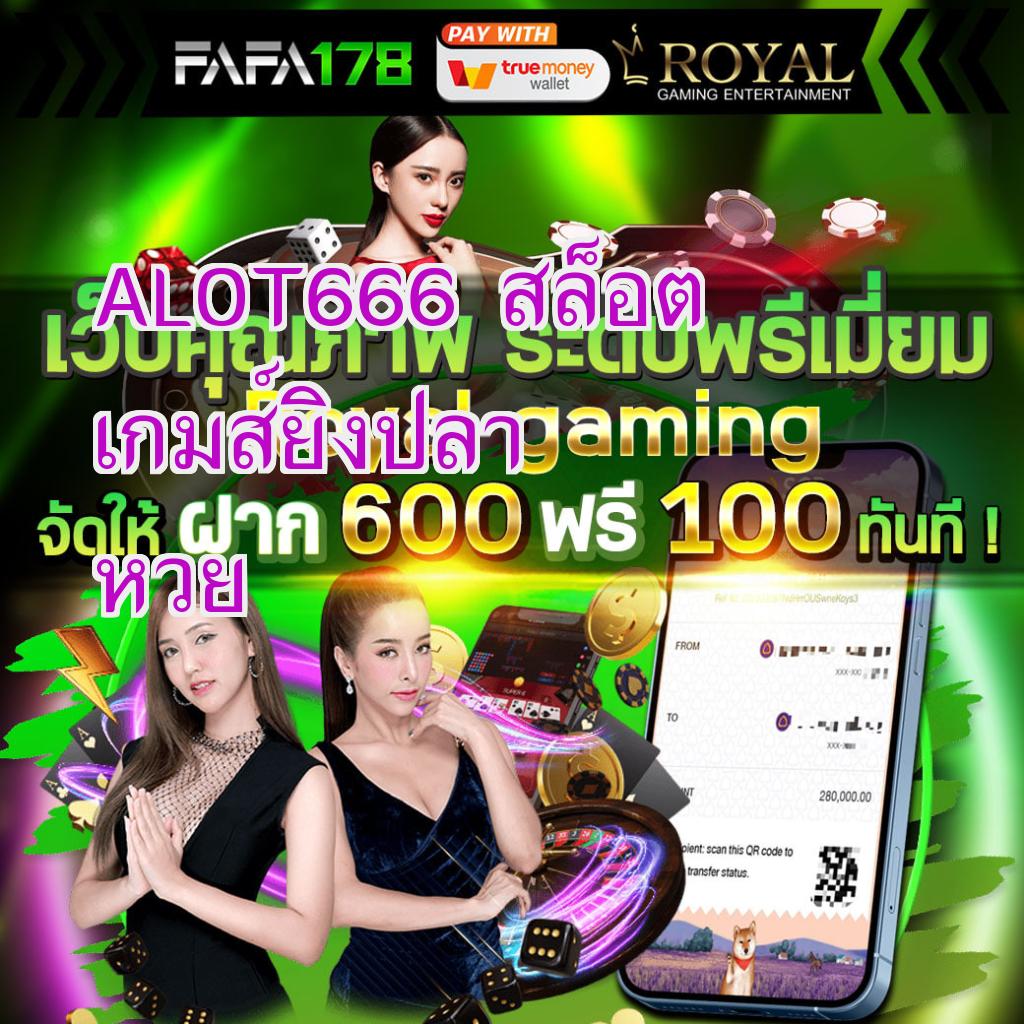 FAFA178
PAY WITH
truemoney
wallet
ROYAL
GAMING ENTERTAINMENT
ALOT666 สล็อต
เว็บคุณภาพ ระดับพรีเมี่ยม
เกมส์ยิงปลา
Royal gaming
จัดให้ ฝาก 600 ฟรี 100 ทันที !
หวย
FROM
TO
280,000.00
scan this QR code to
transfer status.